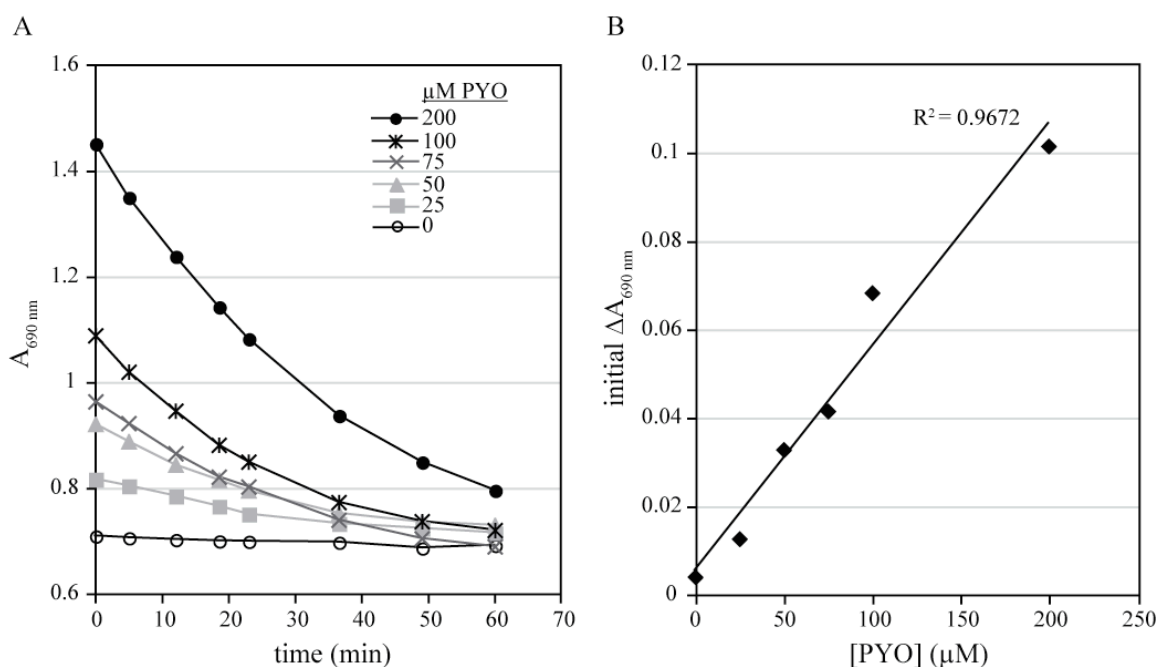 A
1.6
1.4
1.2
1
0.8
0.6
A690 nm
0 10 20 30 40 50 60 70
time (min)
µM PYO
200
100
75
50
25
0
B
0.12
0.1
0.08
0.06
0.04
0.02
0
initial ΔA690 nm
R² = 0.9672
0 50 100 150 200 250
[PYO] (µM)